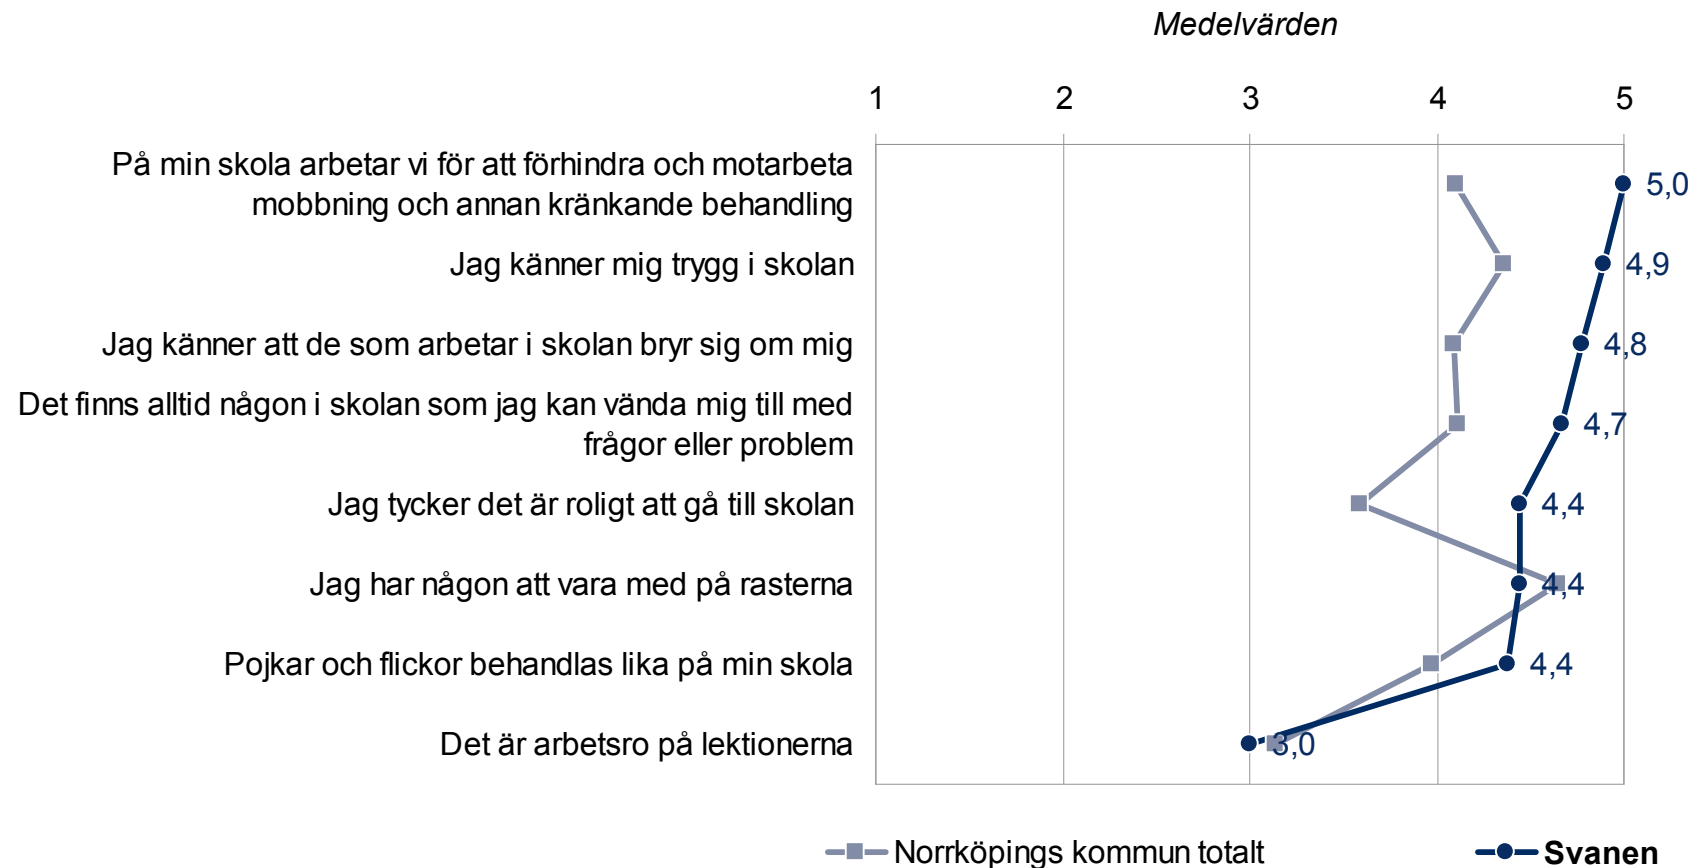 Medelvärden
1 2 3 4 5
På min skola arbetar vi för att förhindra och motarbeta
mobbning och annan kränkande behandling
5,0
Jag känner mig trygg i skolan
4,9
Jag känner att de som arbetar i skolan bryr sig om mig
4,8
Det finns alltid någon i skolan som jag kan vända mig till med
frågor eller problem
4,7
Jag tycker det är roligt att gå till skolan
4,4
Jag har någon att vara med på rasterna
4,4
Pojkar och flickor behandlas lika på min skola
4,4
Det är arbetsro på lektionerna
3,0
Norrköpings kommun totalt
Svanen